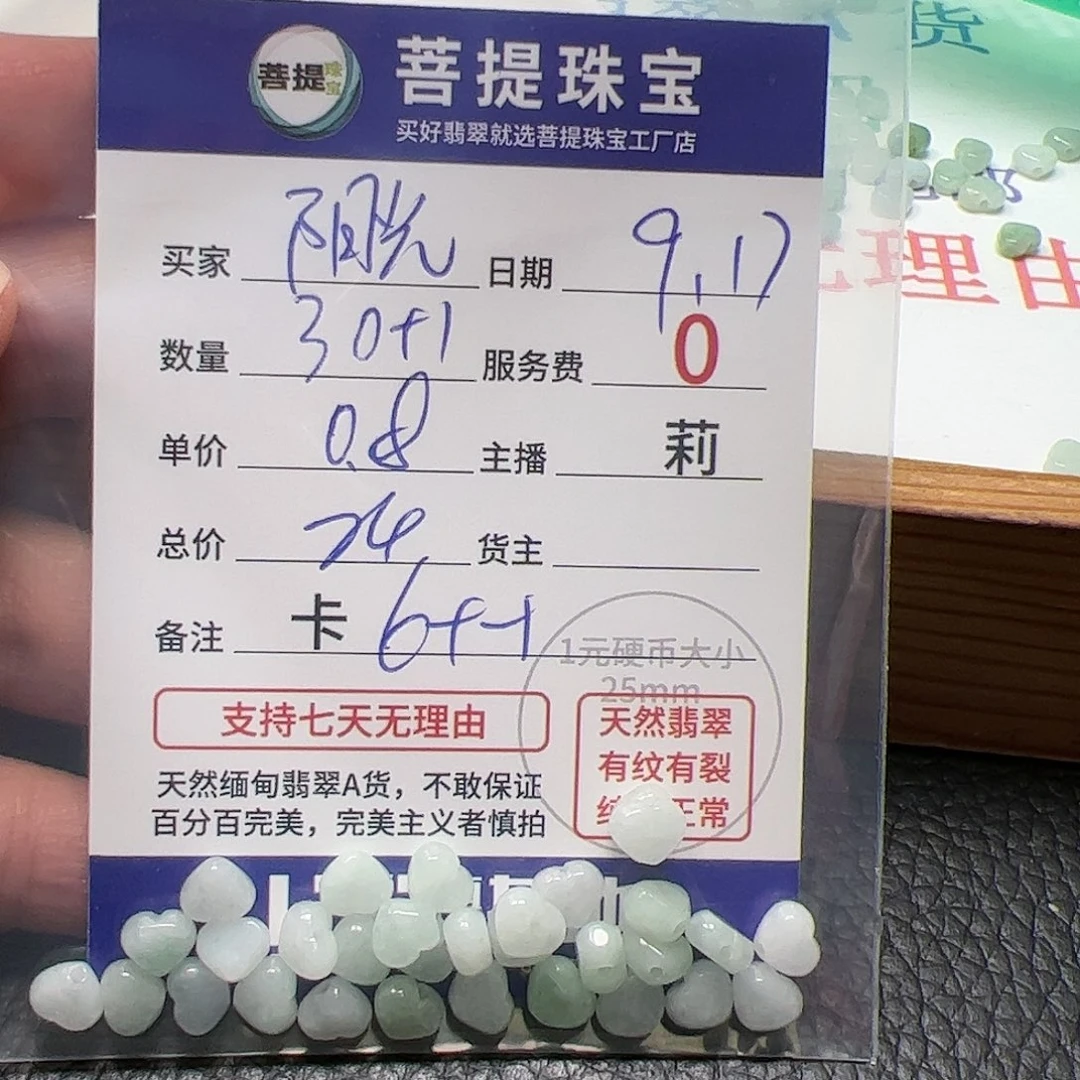 菩提珠宝
菩提珠宝
买好翡翠就选菩提珠宝工厂店
买家 阳光 日期 9.17
数量 30+1 服务费 0
单价 0.8 主播 莉
总价 24 货主
备注 卡 6+1
1元硬币大小
25mm
支持七天无理由
天然翡翠
有纹有裂
正常
天然缅甸翡翠A货，不敢保证
百分百完美，完美主义者慎拍
货
理由